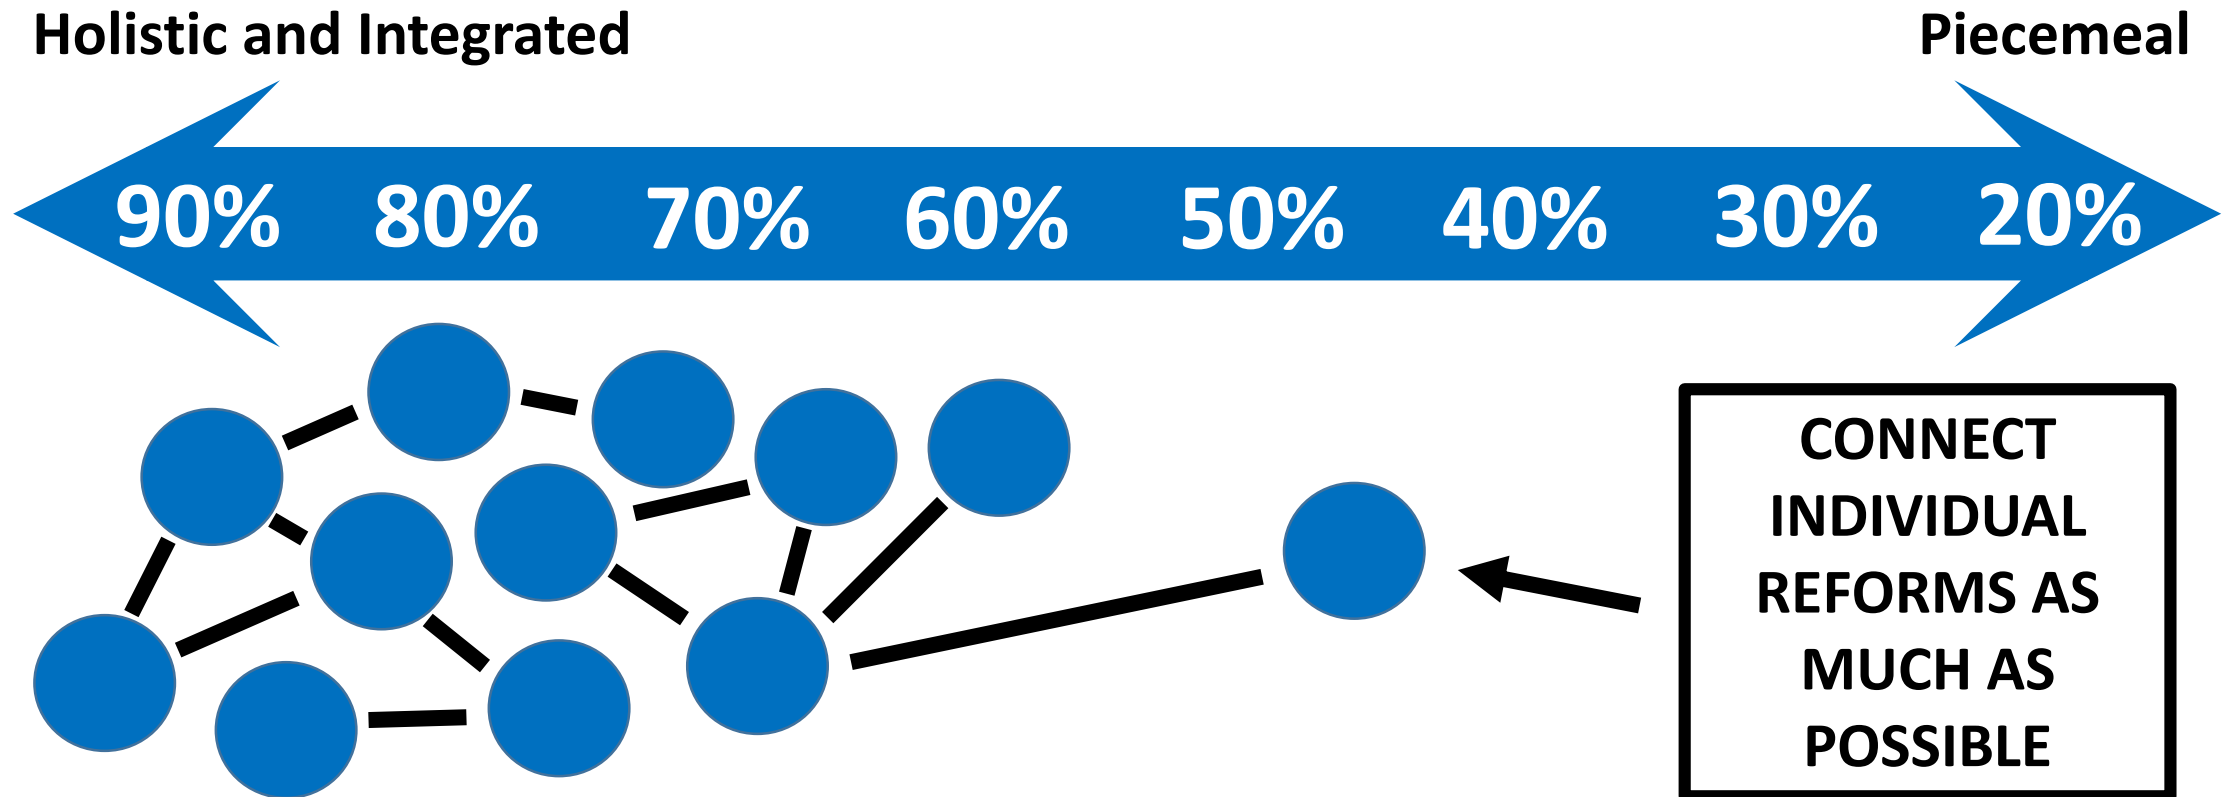 Holistic and Integrated Piecemeal
90% 80% 70% 60% 50% 40% 30% 20%
CONNECT
INDIVIDUAL
REFORMS AS
MUCH AS
POSSIBLE